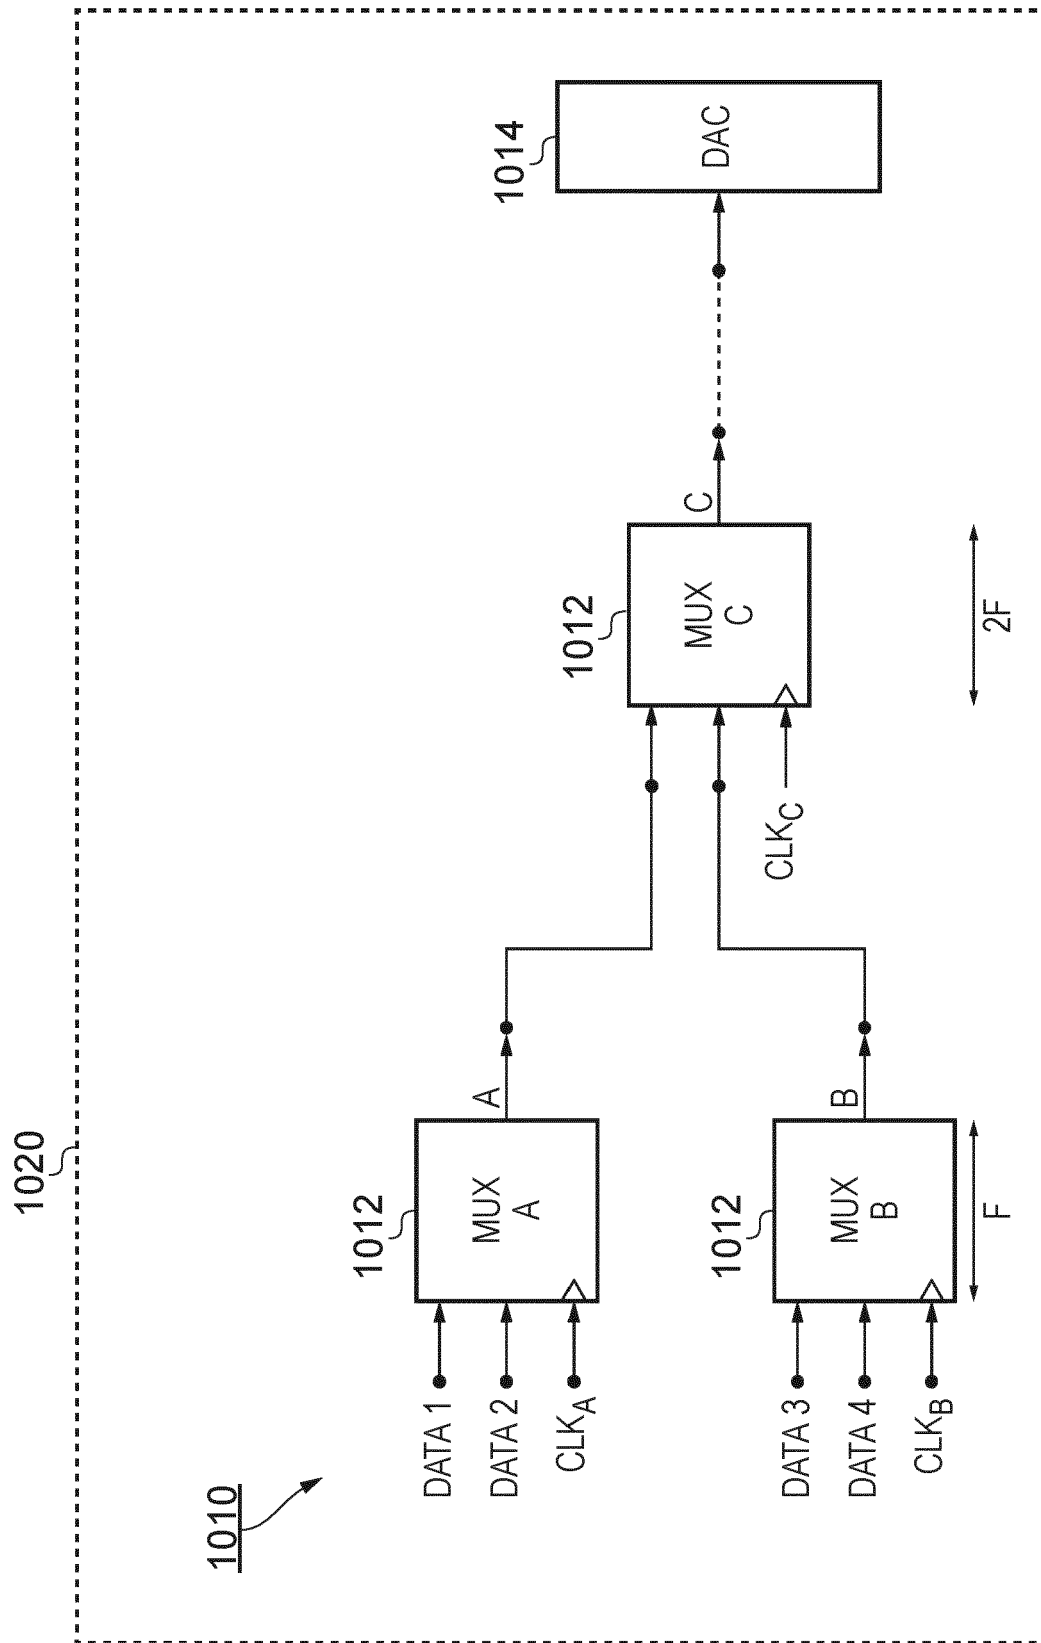 1020
1010
DATA 1
DATA 2
CLKA
1012
MUX
A
A
DATA 3
DATA 4
CLKB
1012
MUX
B
B
F
CLKC
1012
MUX
C
C
2F
1014
DAC